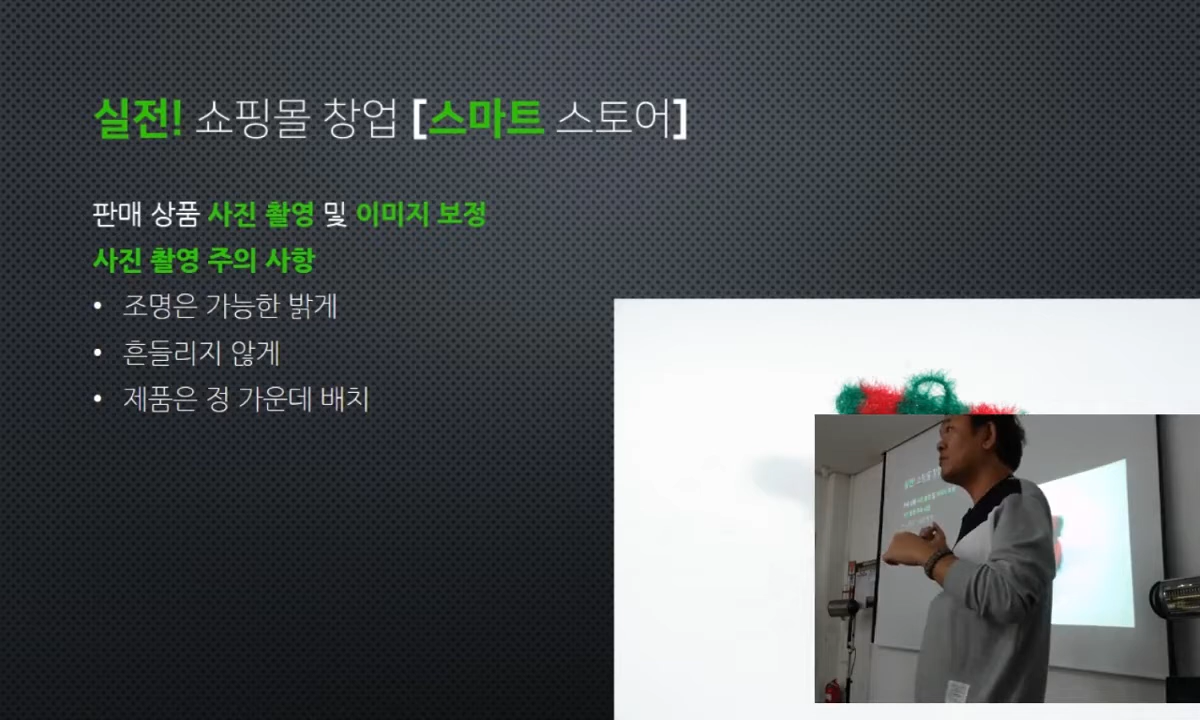 실전! 쇼핑몰 창업 [스마트 스토어]
판매 상품 사진 촬영 및 이미지 보정
사진 촬영 주의 사항
• 조명은 가능한 밝게
• 흔들리지 않게
• 제품은 정 가운데 배치